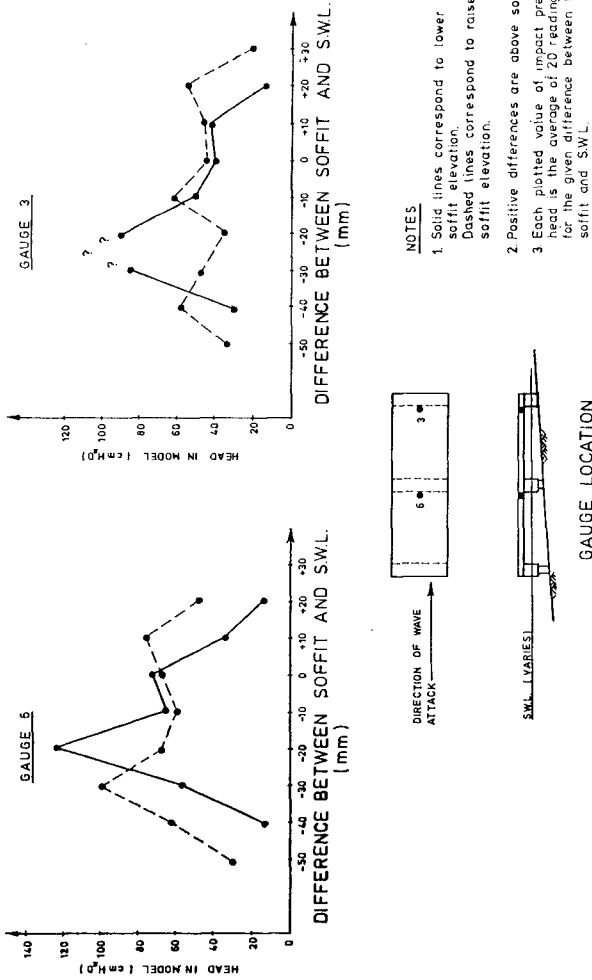 GAUGE 6
140
120
100
80
60
40
20
0
HEAD IN MODEL (cm H₂O)
-50 -40 -30 -20 -10 0 +10 +20 +30
DIFFERENCE BETWEEN SOFFIT AND S.W.L.
(mm)
GAUGE 3
120
100
80
60
40
20
0
HEAD IN MODEL (cm H₂O)
? ? ?
-50 -40 -30 -20 -10 0 +10 +20 +30
DIFFERENCE BETWEEN SOFFIT AND S.W.L.
(mm)
DIRECTION OF WAVE
ATTACK
6 3
S.W.L. (VARIES)
GAUGE LOCATION
NOTES
1. Solid lines correspond to lower
soffit elevation.
Dashed lines correspond to raise
soffit elevation.
2. Positive differences are above so
3. Each plotted value of impact pre
head is the average of 20 reading
for the given difference between
soffit and S.W.L.